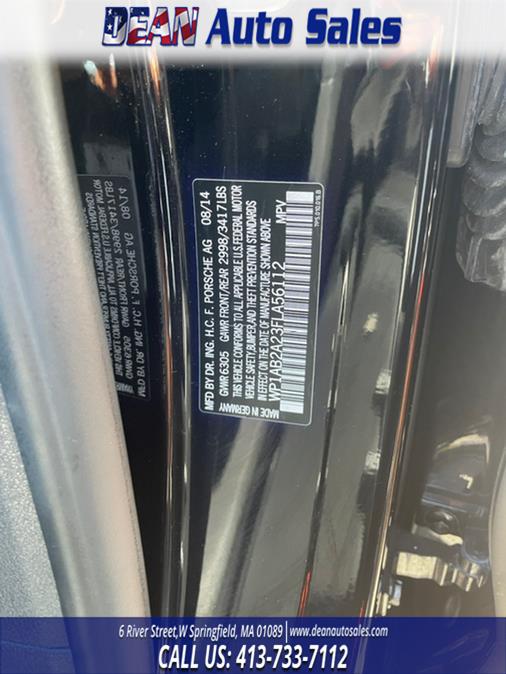 DEAN Auto Sales
MFD BY DR. ING. H.C. F. PORSCHE AG 08/14
GVWR 6305 GAWR FRONT/REAR 2998/3417LBS
THIS VEHICLE CONFORMS TO ALL APPLICABLE U.S.FEDERAL MOTOR
VEHICLE SAFETY,BUMPER,AND THEFT PREVENTION STANDARDS
IN EFFECT ON THE DATE OF MANUFACTURE SHOWN ABOVE
WP1AB2A23FLA56112 MPV
MADE IN GERMANY
7P5.010.016.B
6 River Street,W Springfield, MA 01089 www.deanautosales.com
CALL US: 413-733-7112